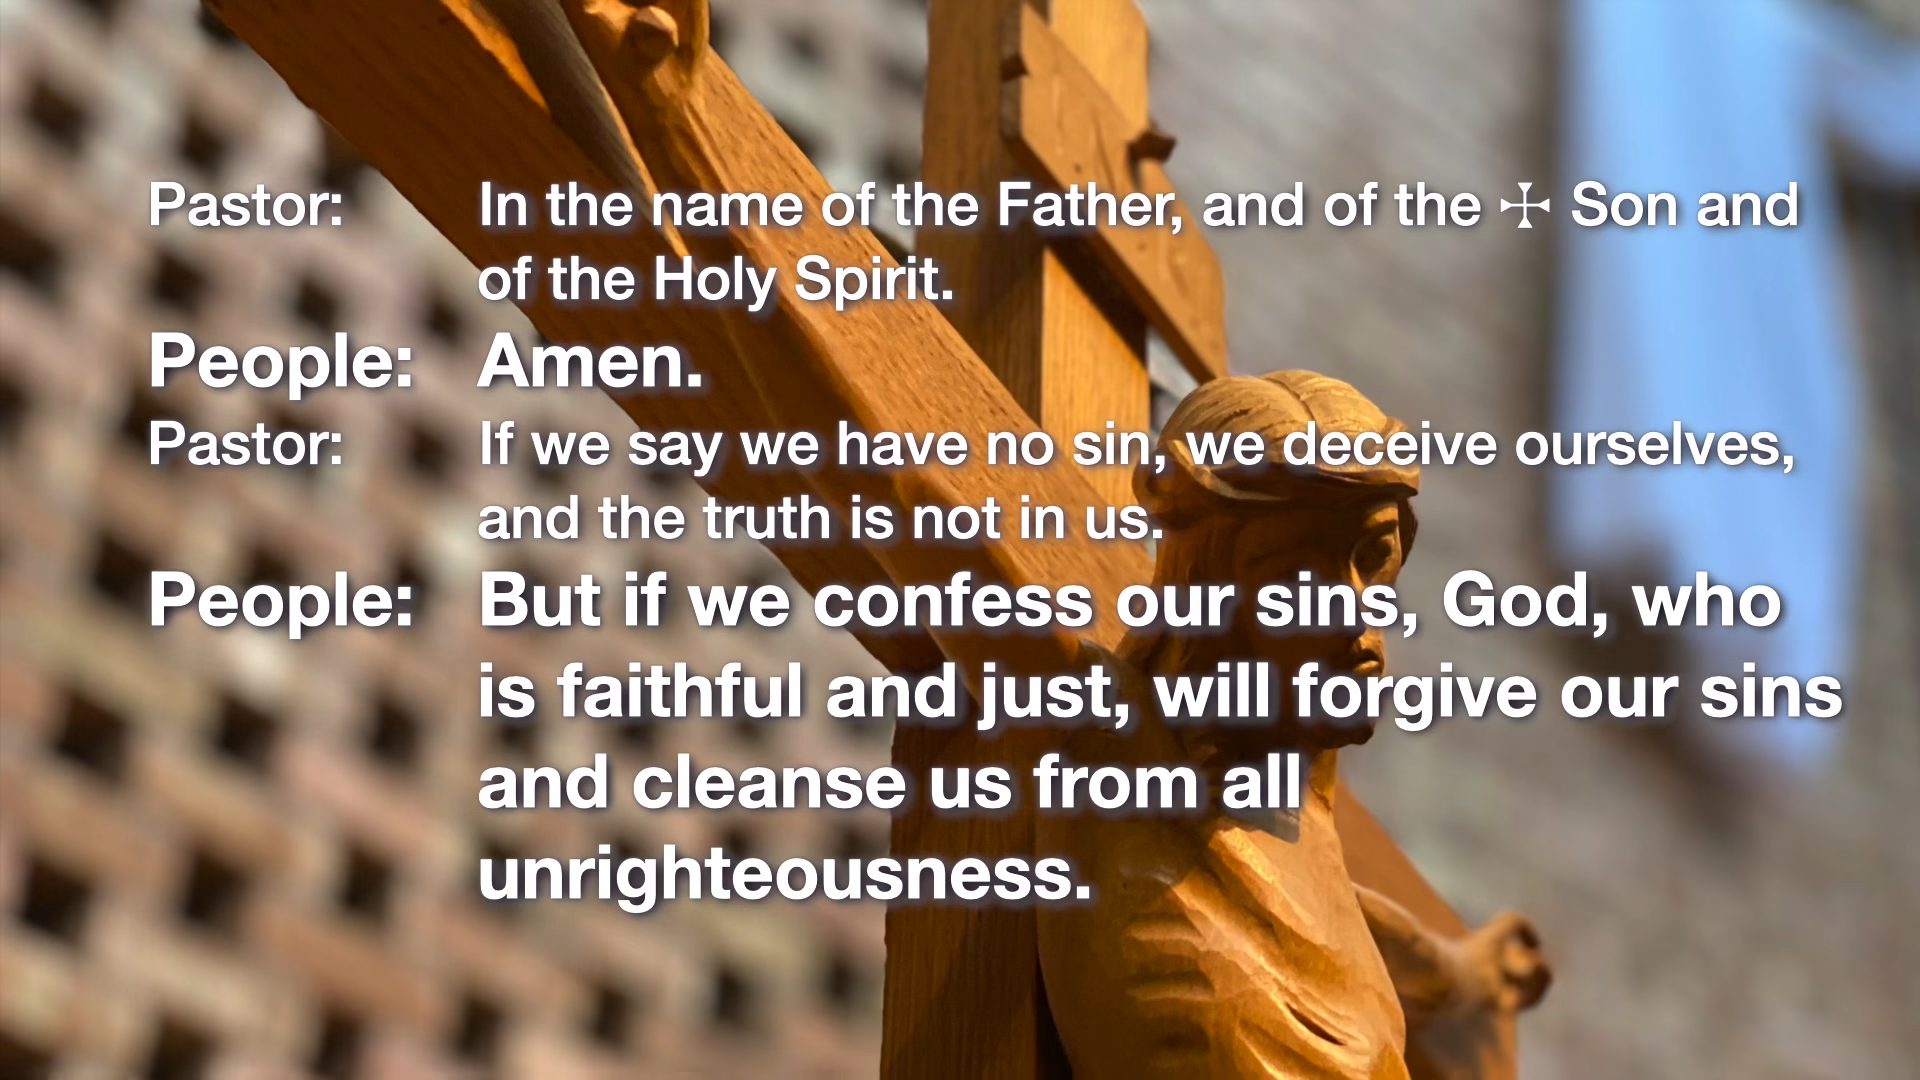 Pastor: In the name of the Father, and of the ☩ Son and
of the Holy Spirit.
People: Amen.
Pastor: If we say we have no sin, we deceive ourselves,
and the truth is not in us.
People: But if we confess our sins, God, who
is faithful and just, will forgive our sins
and cleanse us from all
unrighteousness.